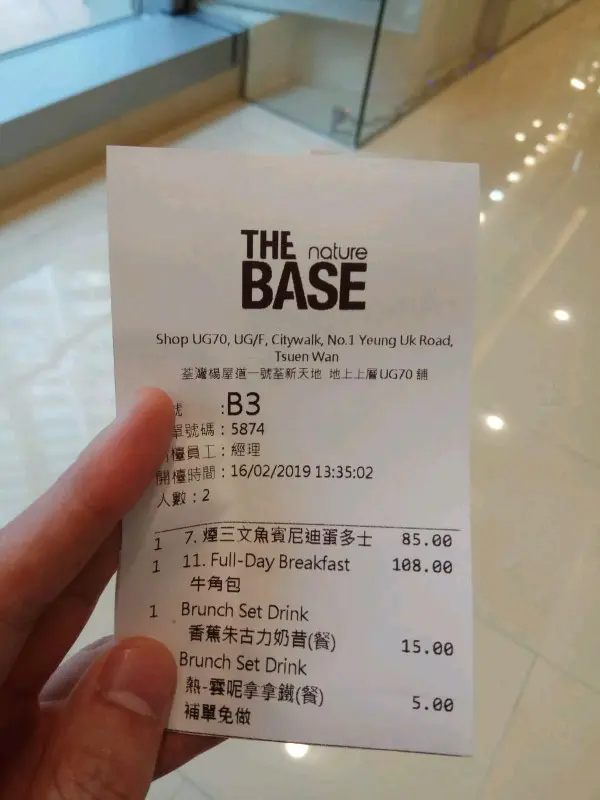 THE nature
BASE
Shop UG70, UG/F, Citywalk, No.1 Yeung Uk Road,
Tsuen Wan
荃灣楊屋道一號荃新天地 地上上層UG70 舖
號 :B3
單號碼 : 5874
檯員工 : 經理
開檯時間 : 16/02/2019 13:35:02
人數 : 2
1 7. 煙三文魚賓尼迪蛋多士 85.00
1 11. Full-Day Breakfast 108.00
牛角包
1 Brunch Set Drink
香蕉朱古力奶昔(餐) 15.00
Brunch Set Drink
熱-雲呢拿拿鐵(餐) 5.00
補單免做